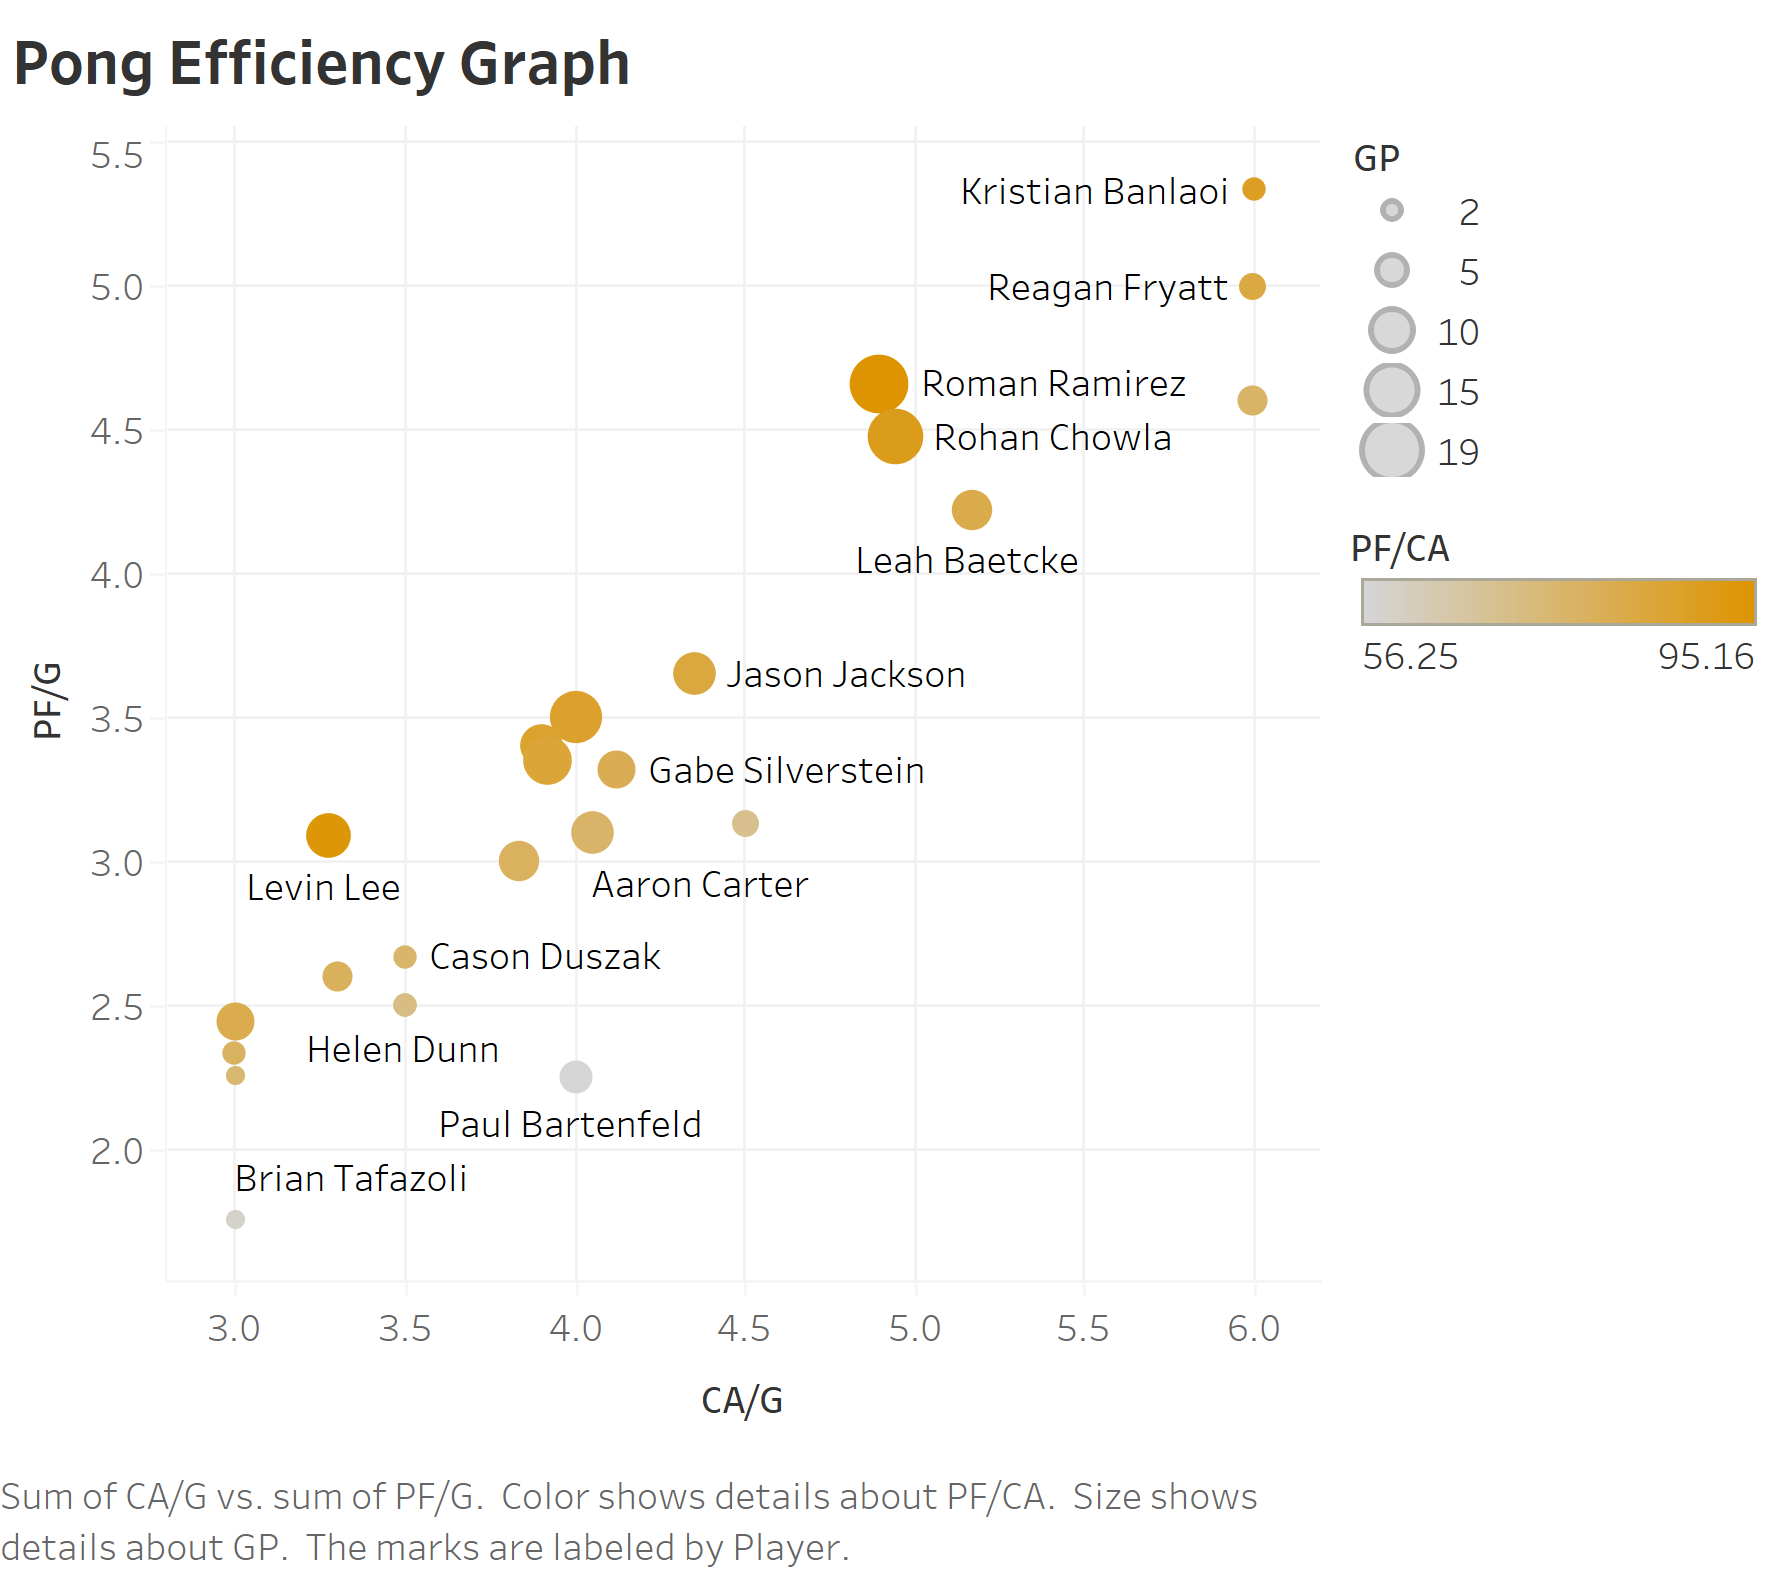 Pong Efficiency Graph
5.5
5.0
4.5
4.0
3.5
3.0
2.5
2.0
PF/G
Kristian Banlaoi
Reagan Fryatt
Roman Ramirez
Rohan Chowla
Leah Baetcke
Jason Jackson
Gabe Silverstein
Levin Lee
Aaron Carter
Cason Duszak
Helen Dunn
Paul Bartenfeld
Brian Tafazoli
3.0 3.5 4.0 4.5 5.0 5.5 6.0
CA/G
GP
2
5
10
15
19
PF/CA
56.25 95.16
Sum of CA/G vs. sum of PF/G. Color shows details about PF/CA. Size shows
details about GP. The marks are labeled by Player.